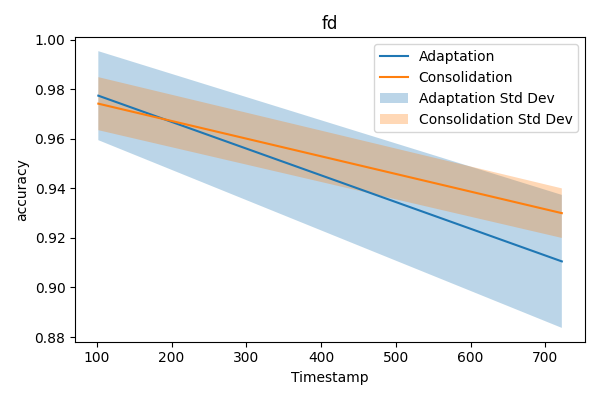 fd
1.00
0.98
0.96
0.94
0.92
0.90
0.88
accuracy
Adaptation
Consolidation
Adaptation Std Dev
Consolidation Std Dev
100 200 300 400 500 600 700
Timestamp